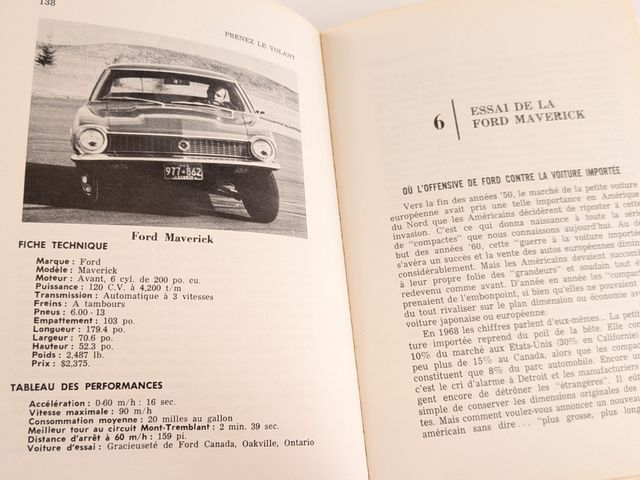 138
PRENEZ LE VOLANT
977-862
Ford Maverick
FICHE TECHNIQUE
Marque : Ford
Modèle : Maverick
Moteur : Avant, 6 cyl. de 200 po. cu.
Puissance : 120 C.V. à 4,200 t/m
Transmission : Automatique à 3 vitesses
Freins : A tambours
Pneus : 6.00 - 13
Empattement : 103 po.
Longueur : 179.4 po.
Largeur : 70.6 po.
Hauteur : 52.3 po.
Poids : 2,487 lb.
Prix : $2,375.
TABLEAU DES PERFORMANCES
Accélération : 0-60 m/h : 16 sec.
Vitesse maximale : 90 m/h
Consommation moyenne : 20 milles au gallon
Meilleur tour au circuit Mont-Tremblant : 2 min. 39 sec.
Distance d'arrêt à 60 m/h : 159 pi.
Voiture d'essai : Gracieuseté de Ford Canada, Oakville, Ontario
6
ESSAI DE LA
FORD MAVERICK
OÙ L'OFFENSIVE DE FORD CONTRE LA VOITURE IMPORTÉE
Vers la fin des années '50, le marché de la petite voiture
européenne avait pris une telle importance en Amérique
du Nord que les Américains décidèrent de riposter à cette
invasion. C'est ce qui donna naissance à toute la série
de "compactes" que nous connaissons aujourd'hui. Au dé-
but des années '60, cette "guerre à la voiture importée
s'avéra un succès et la vente des autos européennes diminu
considérablement. Mais les Américains devaient succomb
à leur propre folie des "grandeurs" et soudain tout é
redevenu comme avant. D'année en année les "compact
prenaient de l'embonpoint, si bien qu'elles ne pouvaient
du tout rivaliser sur le plan dimension ou économie av
voiture japonaise ou européenne.
En 1968 les chiffres parlent d'eux-mêmes... La petit
ture importée reprend du poil de la bête. Elle con
10% du marché aux Etats-Unis (30% en Californie)
peu plus de 15% au Canada, alors que les compac
constituent que 8% du parc automobile. Encore un
c'est le cri d'alarme à Detroit et les manufacturiers
gent encore de détrôner les "étrangères". Il eût
simple de conserver les dimensions originales des
tes. Mais comment voulez-vous annoncer un nouveau
américain sans dire... "plus grosse, plus long